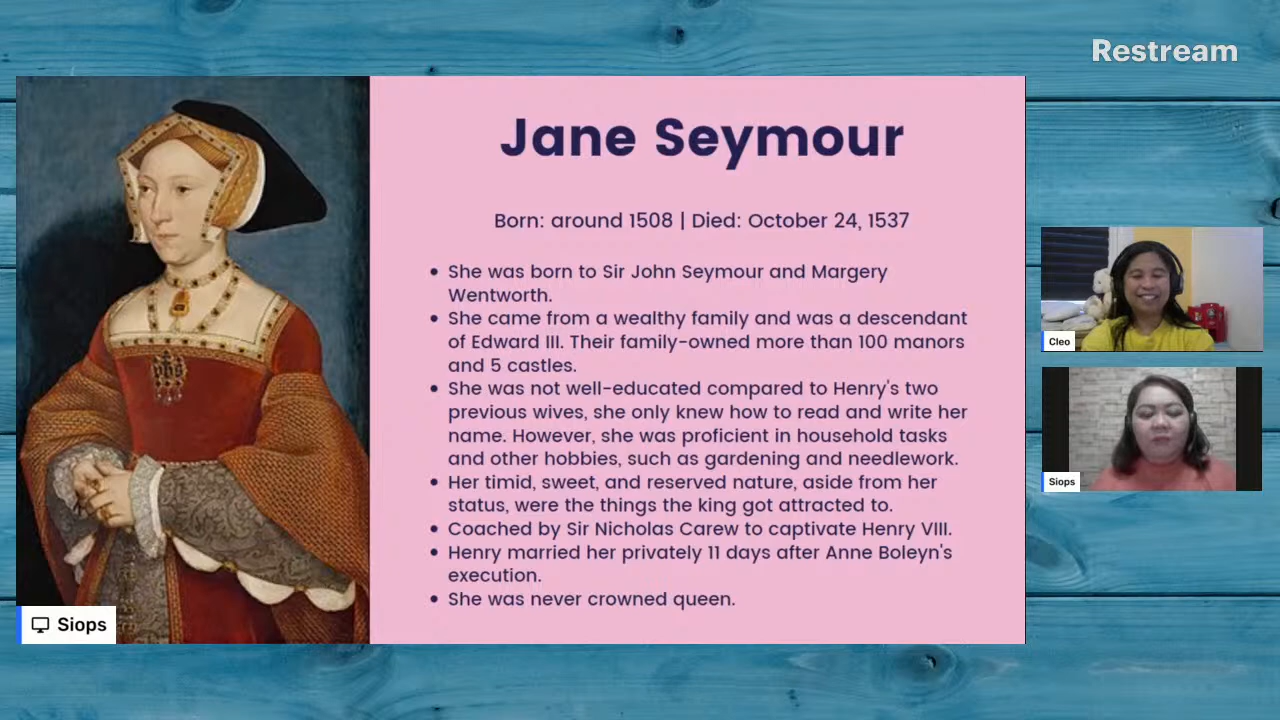 Restream
Jane Seymour
Born: around 1508 | Died: October 24, 1537
• She was born to Sir John Seymour and Margery
Wentworth.
• She came from a wealthy family and was a descendant
of Edward III. Their family-owned more than 100 manors
and 5 castles.
• She was not well-educated compared to Henry's two
previous wives, she only knew how to read and write her
name. However, she was proficient in household tasks
and other hobbies, such as gardening and needlework.
• Her timid, sweet, and reserved nature, aside from her
status, were the things the king got attracted to.
• Coached by Sir Nicholas Carew to captivate Henry VIII.
• Henry married her privately 11 days after Anne Boleyn's
execution.
• She was never crowned queen.
Siops
Cleo
Siops